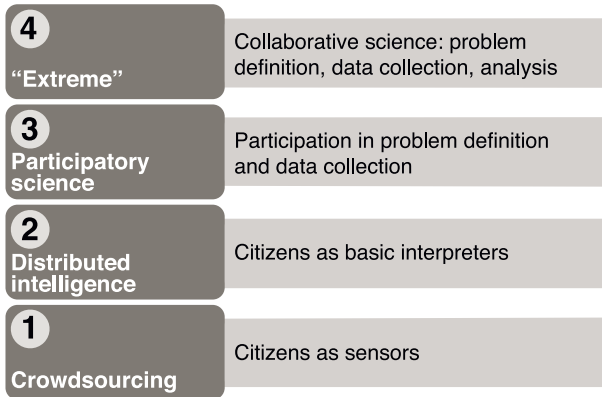 4
“Extreme”
Collaborative science: problem
definition, data collection, analysis
3
Participatory
science
Participation in problem definition
and data collection
2
Distributed
intelligence
Citizens as basic interpreters
1
Crowdsourcing
Citizens as sensors